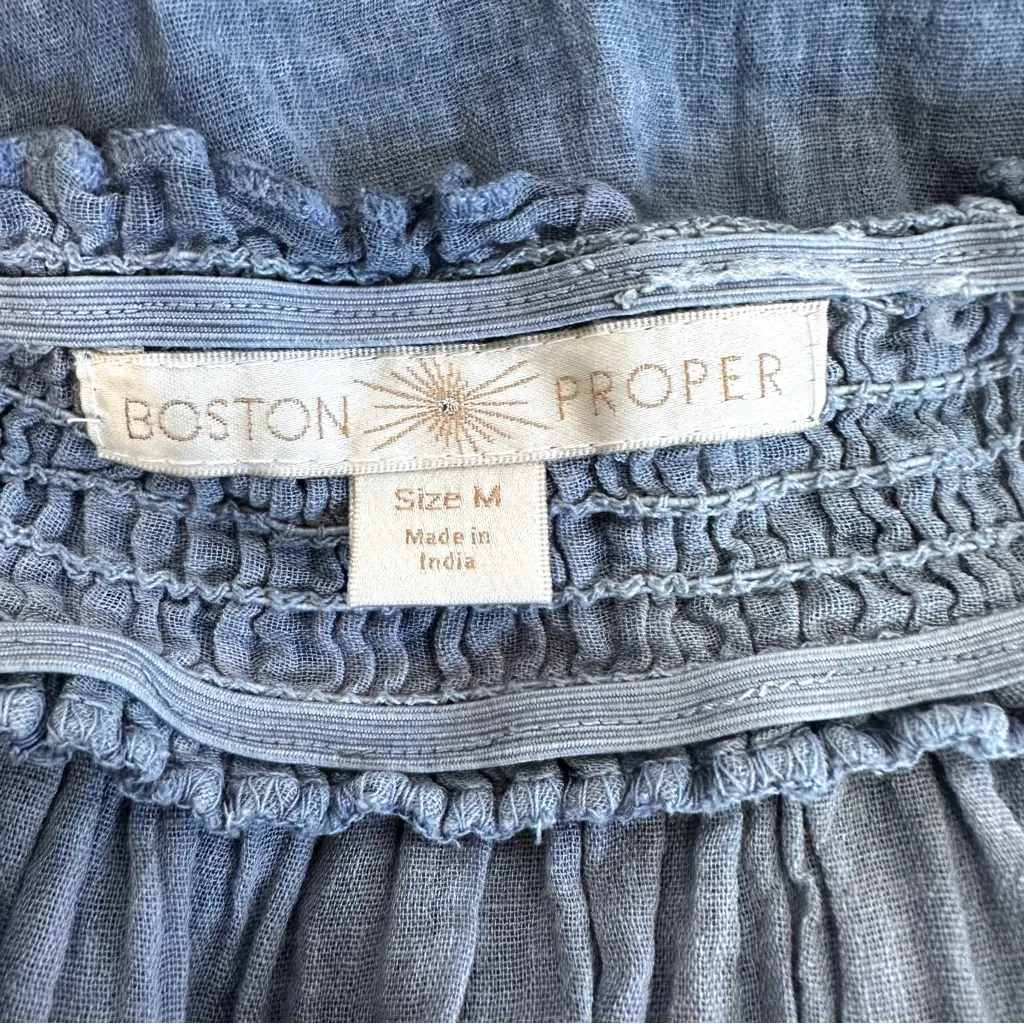 BOSTON PROPER
Size M
Made in
India